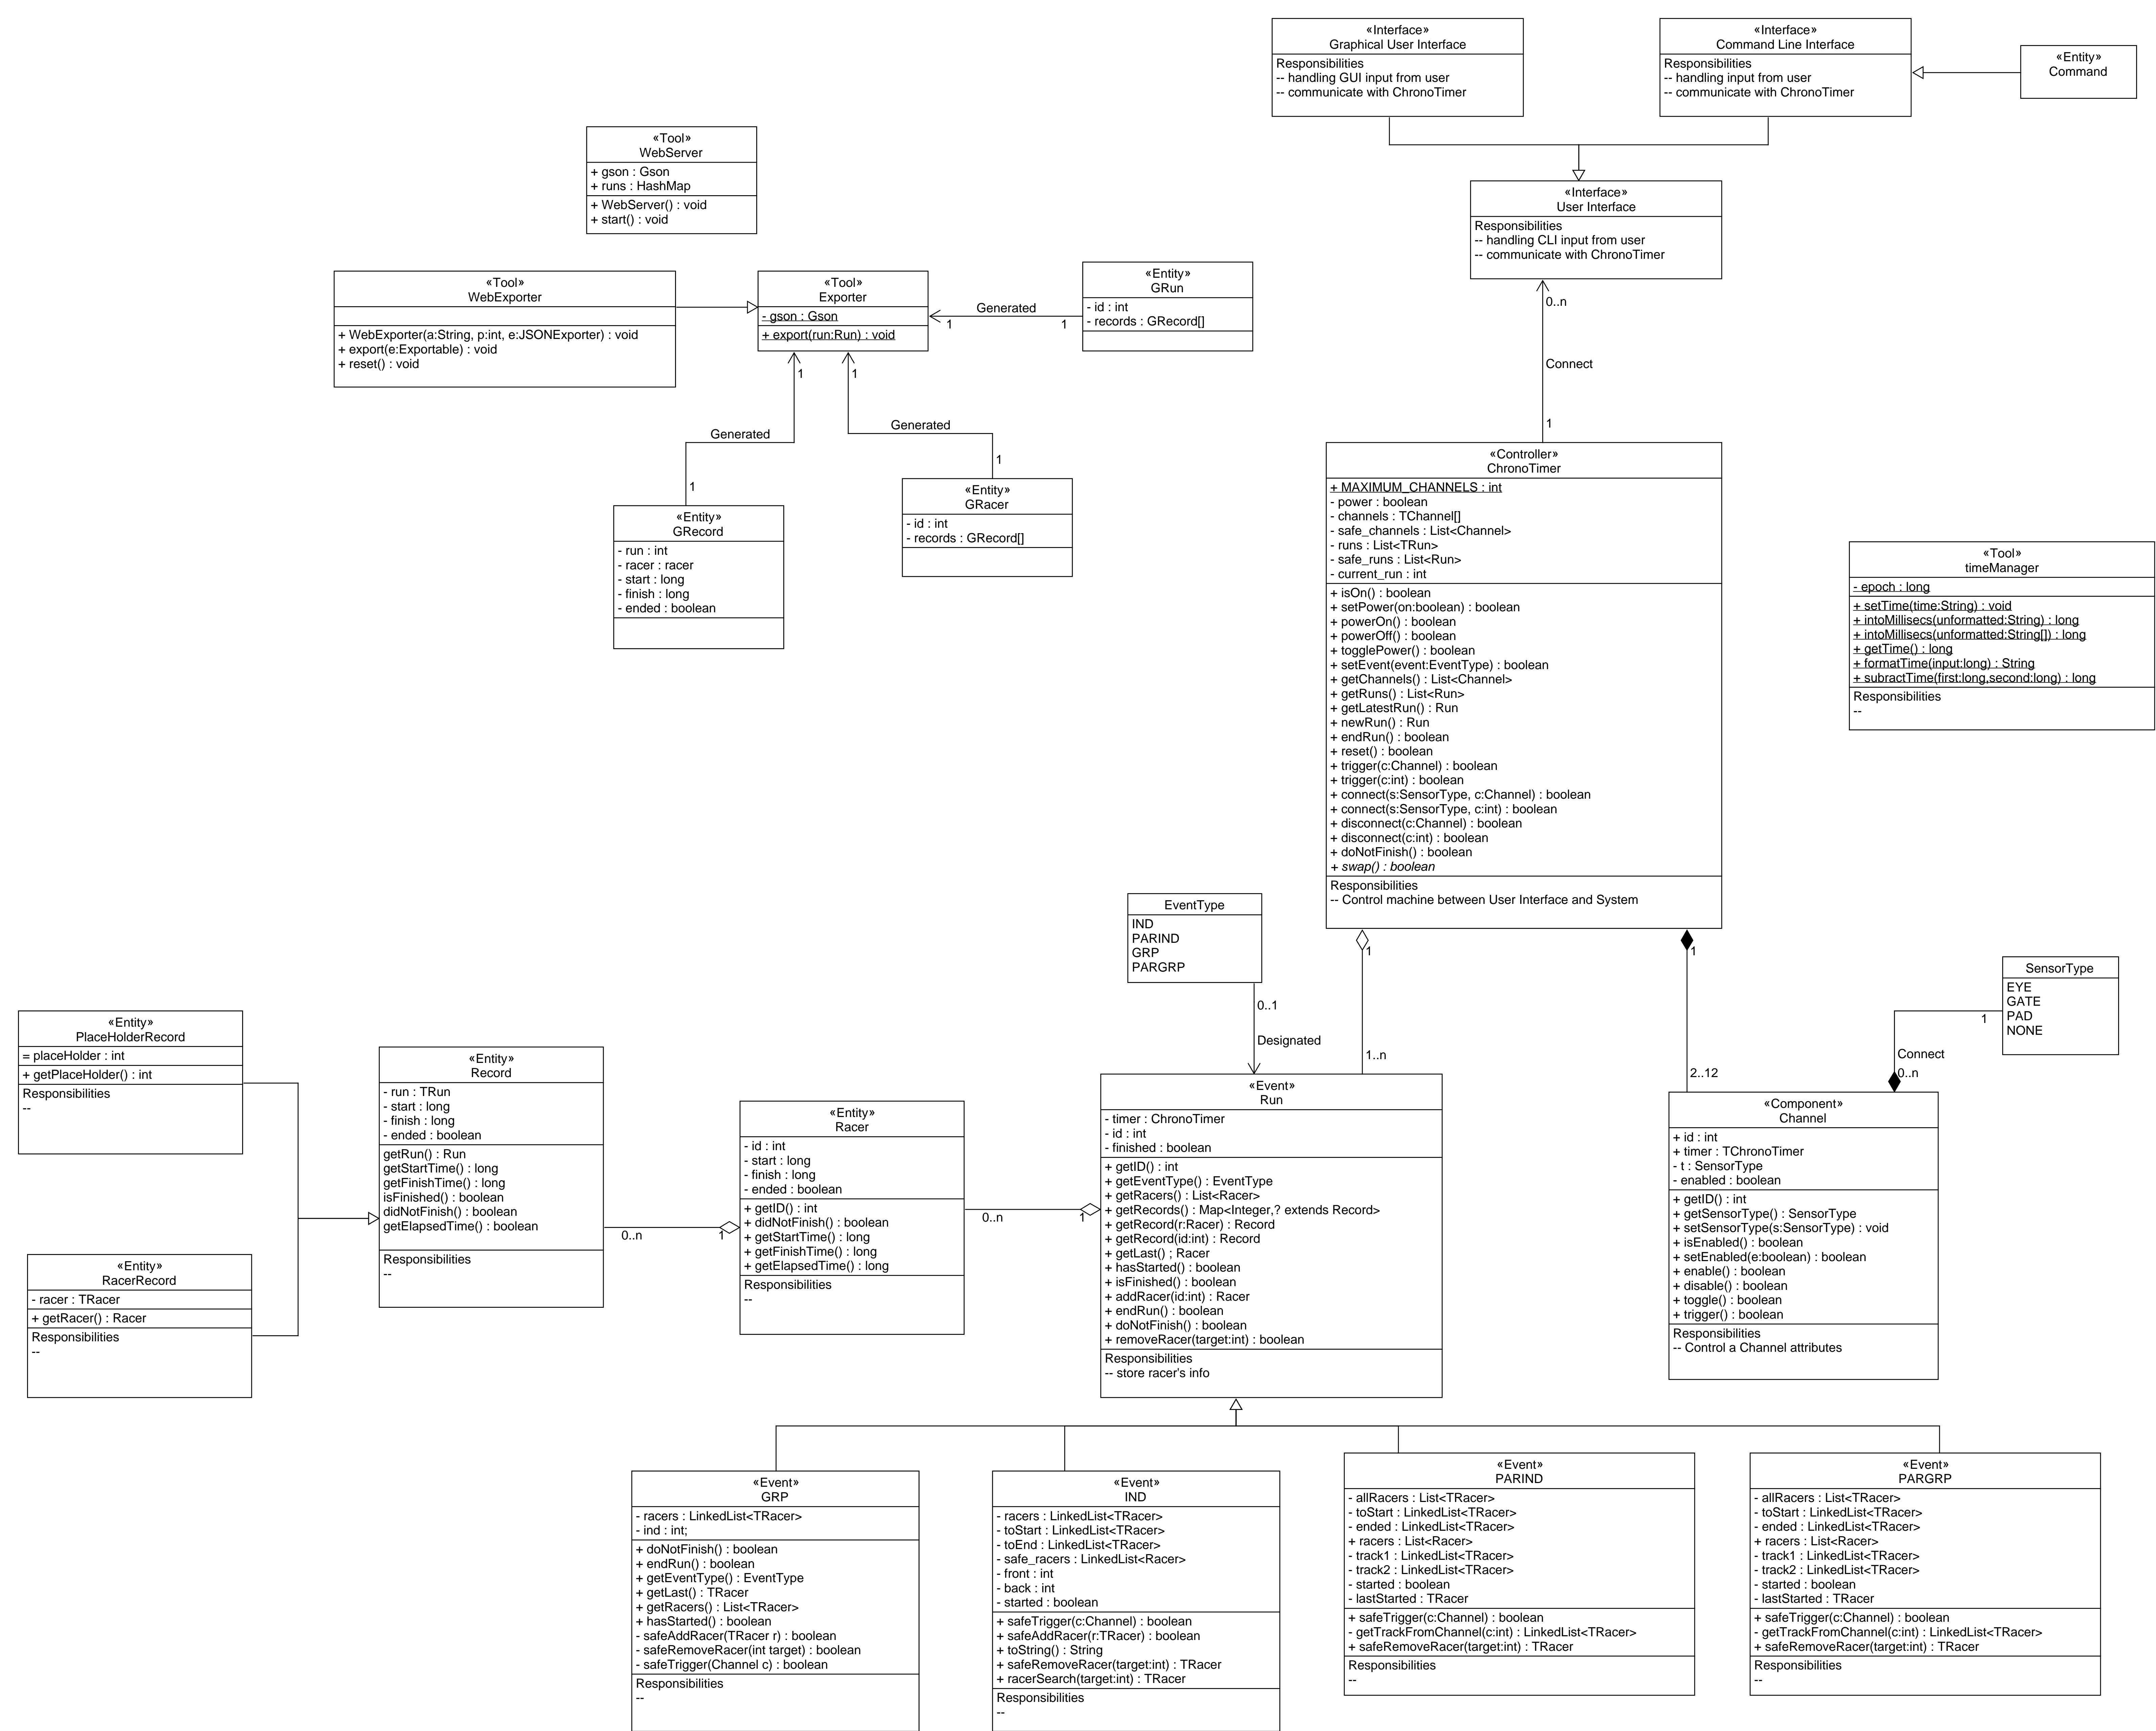 «Interface»
Graphical User Interface
Responsibilities
-- handling GUI input from user
-- communicate with ChronoTimer
«Interface»
Command Line Interface
Responsibilities
-- handling input from user
-- communicate with ChronoTimer
«Entity»
Command
«Tool»
WebServer
+ gson : Gson
+ runs : HashMap
+ WebServer() : void
+ start() : void
«Interface»
User Interface
Responsibilities
-- handling CLI input from user
-- communicate with ChronoTimer
«Tool»
WebExporter
+ WebExporter(a:String, p:int, e:JSONExporter) : void
+ export(e:Exportable) : void
+ reset() : void
«Tool»
Exporter
- gson : Gson
+ export(run:Run) : void
Generated
1
1
«Entity»
GRun
- id : int
- records : GRecord[]
0..n
Connect
1
1
1
Generated
Generated
1
1
«Entity»
GRecord
- run : int
- racer : racer
- start : long
- finish : long
- ended : boolean
«Entity»
GRacer
- id : int
- records : GRecord[]
«Controller»
ChronoTimer
+ MAXIMUM_CHANNELS : int
- power : boolean
- channels : TChannel[]
- safe_channels : List<Channel>
- runs : List<TRun>
- safe_runs : List<Run>
- current_run : int
+ isOn() : boolean
+ setPower(on:boolean) : boolean
+ powerOn() : boolean
+ powerOff() : boolean
+ togglePower() : boolean
+ setEvent(event:EventType) : boolean
+ getChannels() : List<Channel>
+ getRuns() : List<Run>
+ getLatestRun() : Run
+ newRun() : Run
+ endRun() : boolean
+ reset() : boolean
+ trigger(c:Channel) : boolean
+ trigger(c:int) : boolean
+ connect(s:SensorType, c:Channel) : boolean
+ connect(s:SensorType, c:int) : boolean
+ disconnect(c:Channel) : boolean
+ disconnect(c:int) : boolean
+ doNotFinish() : boolean
+ swap() : boolean
Responsibilities
-- Control machine between User Interface and System
«Tool»
timeManager
- epoch : long
+ setTime(time:String) : void
+ intoMillisecs(unformatted:String) : long
+ intoMillisecs(unformatted:String[]) : long
+ getTime() : long
+ formatTime(input:long) : String
+ subractTime(first:long,second:long) : long
Responsibilities
--
EventType
IND
PARIND
GRP
PARGRP
0..1
Designated
1
1..n
1
2..12
SensorType
EYE
GATE
PAD
NONE
1
Connect
0..n
«Entity»
PlaceHolderRecord
= placeHolder : int
+ getPlaceHolder() : int
Responsibilities
--
«Entity»
RacerRecord
- racer : TRacer
+ getRacer() : Racer
Responsibilities
--
«Entity»
Record
- run : TRun
- start : long
- finish : long
- ended : boolean
getRun() : Run
getStartTime() : long
getFinishTime() : long
isFinished() : boolean
didNotFinish() : boolean
getElapsedTime() : boolean
Responsibilities
--
0..n
1
«Entity»
Racer
- id : int
- start : long
- finish : long
- ended : boolean
+ getID() : int
+ didNotFinish() : boolean
+ getStartTime() : long
+ getFinishTime() : long
+ getElapsedTime() : long
Responsibilities
--
0..n
1
«Event»
Run
- timer : ChronoTimer
- id : int
- finished : boolean
+ getID() : int
+ getEventType() : EventType
+ getRacers() : List<Racer>
+ getRecords() : Map<Integer,? extends Record>
+ getRecord(r:Racer) : Record
+ getRecord(id:int) : Record
+ getLast() ; Racer
+ hasStarted() : boolean
+ isFinished() : boolean
+ addRacer(id:int) : Racer
+ endRun() : boolean
+ doNotFinish() : boolean
+ removeRacer(target:int) : boolean
Responsibilities
-- store racer's info
«Component»
Channel
+ id : int
+ timer : TChronoTimer
- t : SensorType
- enabled : boolean
+ getID() : int
+ getSensorType() : SensorType
+ setSensorType(s:SensorType) : void
+ isEnabled() : boolean
+ setEnabled(e:boolean) : boolean
+ enable() : boolean
+ disable() : boolean
+ toggle() : boolean
+ trigger() : boolean
Responsibilities
-- Control a Channel attributes
«Event»
GRP
- racers : LinkedList<TRacer>
- ind : int;
+ doNotFinish() : boolean
+ endRun() : boolean
+ getEventType() : EventType
+ getLast() : TRacer
+ getRacers() : List<TRacer>
+ hasStarted() : boolean
- safeAddRacer(TRacer r) : boolean
- safeRemoveRacer(int target) : boolean
- safeTrigger(Channel c) : boolean
Responsibilities
--
«Event»
IND
- racers : LinkedList<TRacer>
- toStart : LinkedList<TRacer>
- toEnd : LinkedList<TRacer>
- safe_racers : LinkedList<Racer>
- front : int
- back : int
- started : boolean
+ safeTrigger(c:Channel) : boolean
+ safeAddRacer(r:TRacer) : boolean
+ toString() : String
+ safeRemoveRacer(target:int) : TRacer
+ racerSearch(target:int) : TRacer
Responsibilities
--
«Event»
PARIND
- allRacers : List<TRacer>
- toStart : LinkedList<TRacer>
- ended : LinkedList<TRacer>
+ racers : List<Racer>
- track1 : LinkedList<TRacer>
- track2 : LinkedList<TRacer>
- started : boolean
- lastStarted : TRacer
+ safeTrigger(c:Channel) : boolean
- getTrackFromChannel(c:int) : LinkedList<TRacer>
+ safeRemoveRacer(target:int) : TRacer
Responsibilities
--
«Event»
PARGRP
- allRacers : List<TRacer>
- toStart : LinkedList<TRacer>
- ended : LinkedList<TRacer>
+ racers : List<Racer>
- track1 : LinkedList<TRacer>
- track2 : LinkedList<TRacer>
- started : boolean
- lastStarted : TRacer
+ safeTrigger(c:Channel) : boolean
- getTrackFromChannel(c:int) : LinkedList<TRacer>
+ safeRemoveRacer(target:int) : TRacer
Responsibilities
--